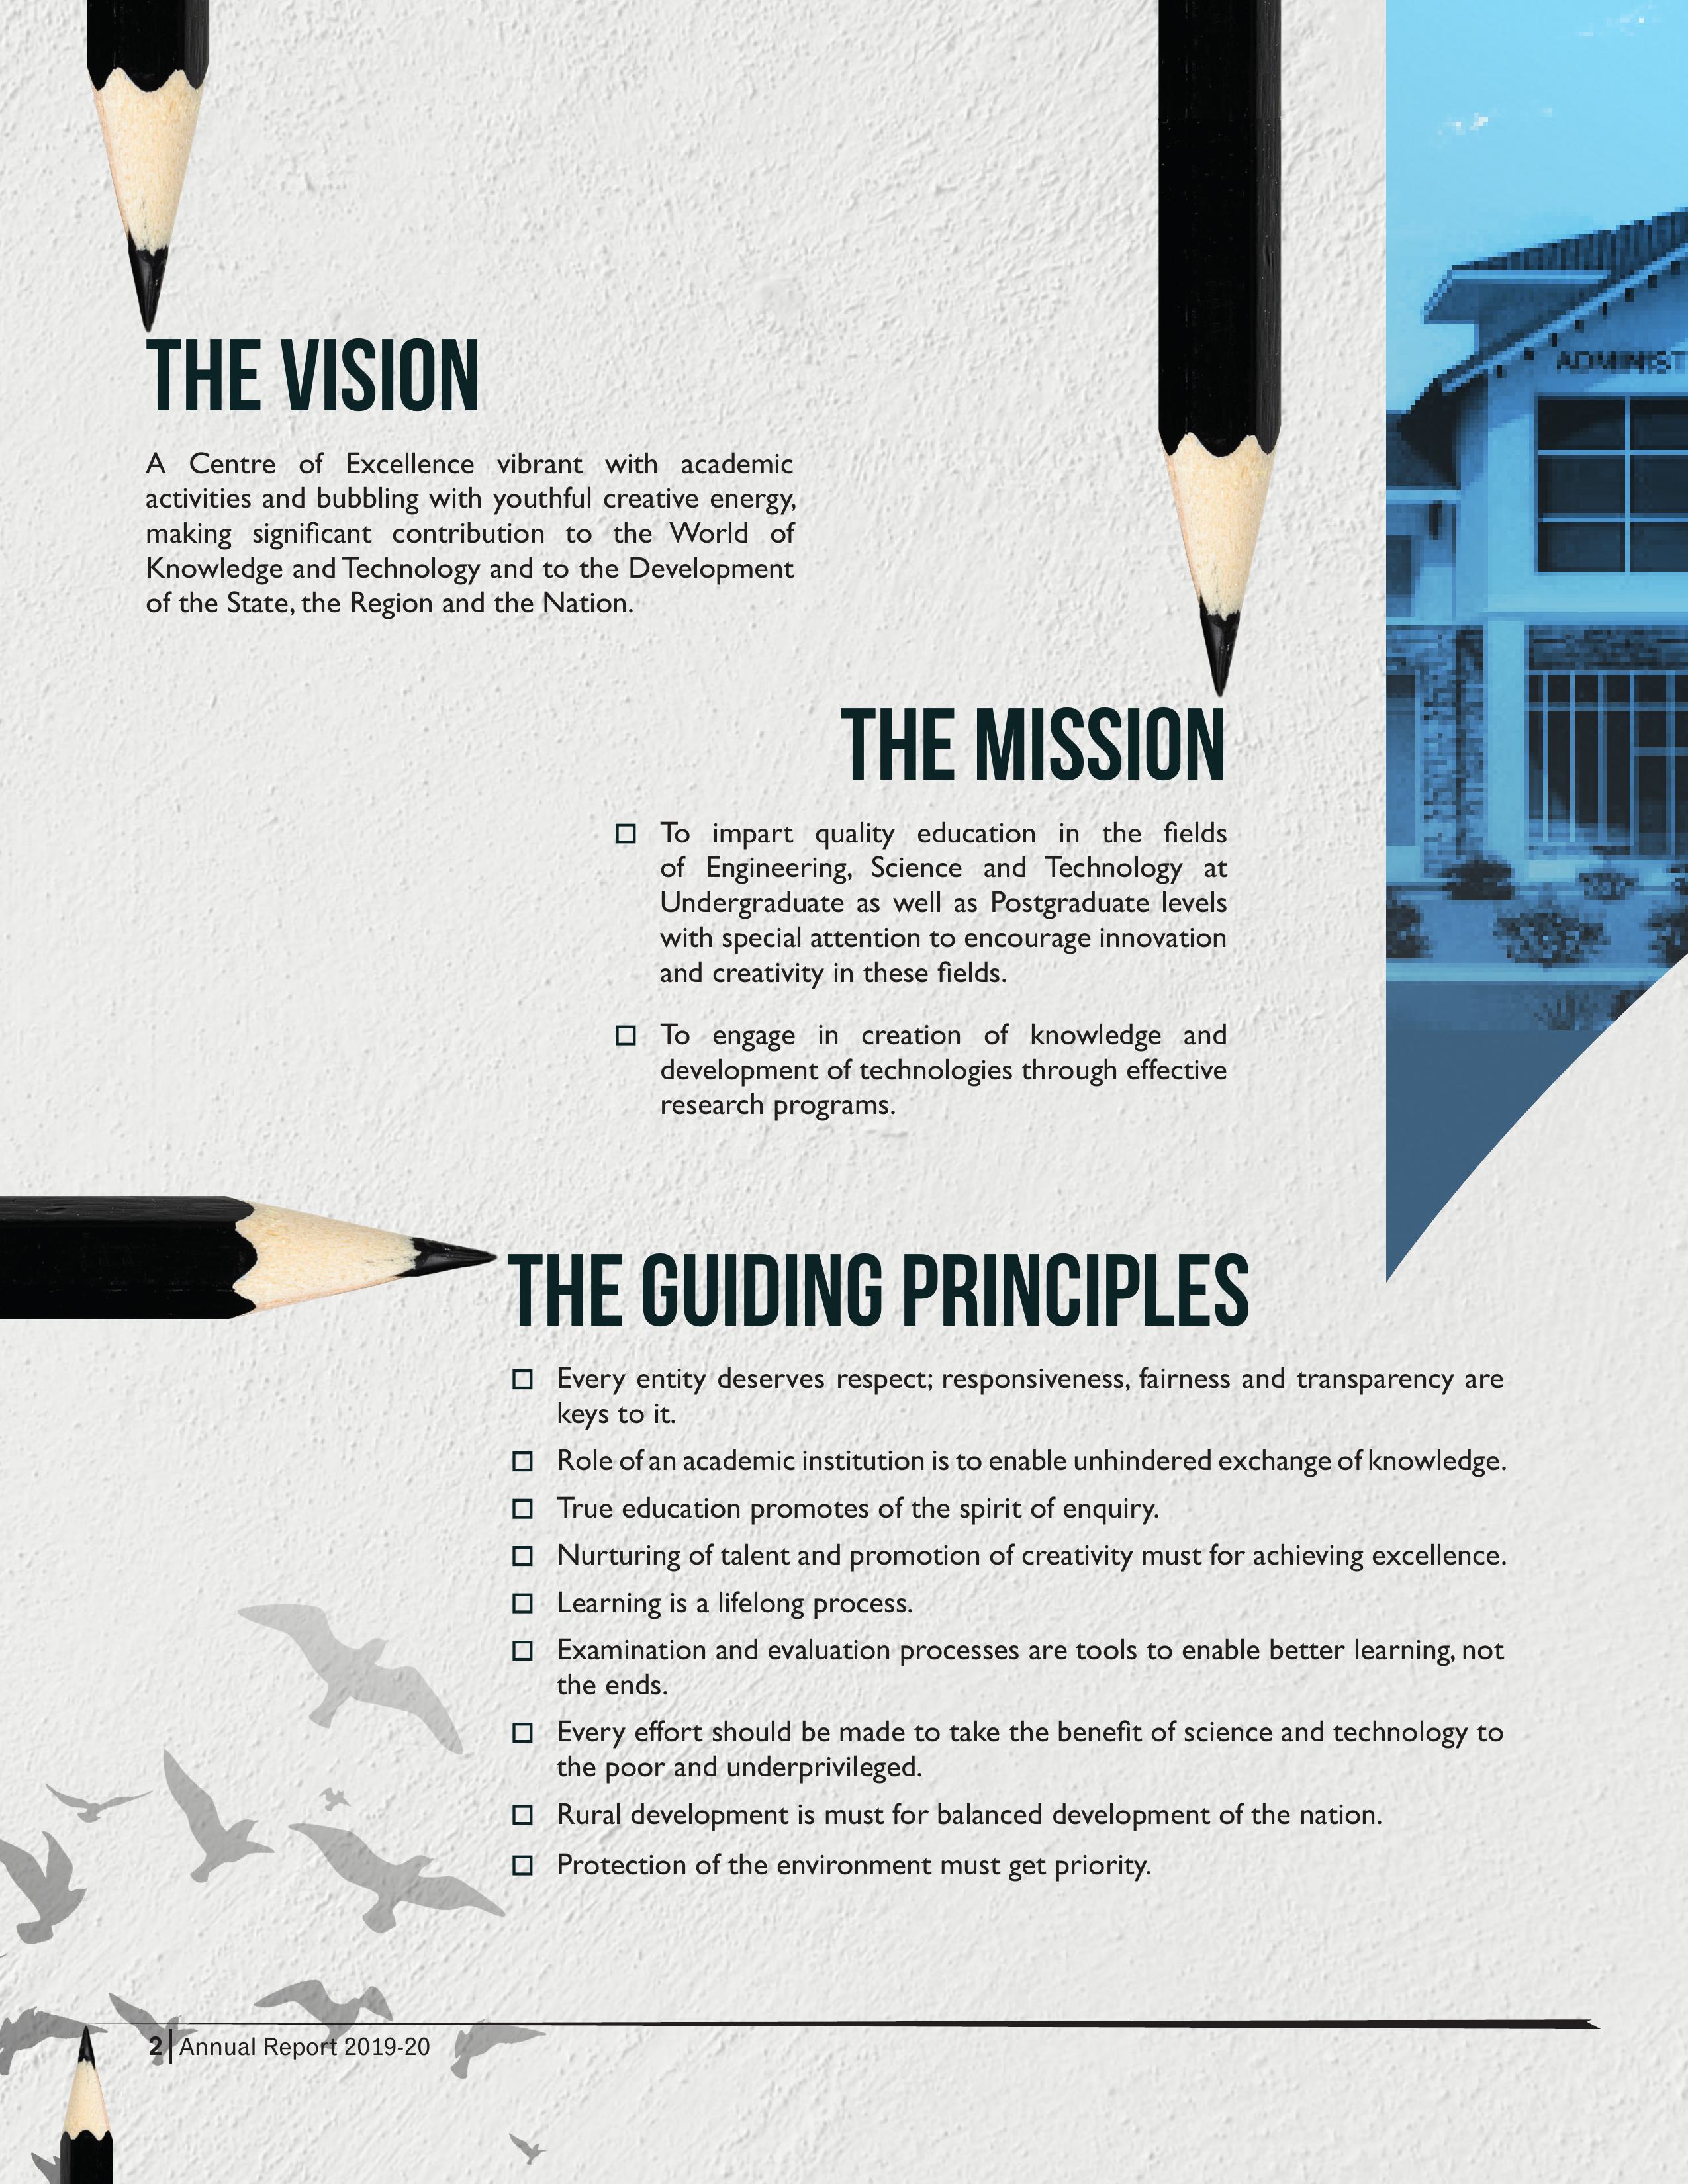 THE VISION
A Centre of Excellence vibrant with academic
activities and bubbling with youthful creative energy,
making significant contribution to the World of
Knowledge and Technology and to the Development
of the State, the Region and the Nation.
THE MISSION
To impart quality education in the fields
of Engineering, Science and Technology at
Undergraduate as well as Postgraduate levels
with special attention to encourage innovation
and creativity in these fields.
To engage in creation of knowledge and
development of technologies through effective
research programs.
THE GUIDING PRINCIPLES
Every entity deserves respect; responsiveness, fairness and transparency are
keys to it.
Role of an academic institution is to enable unhindered exchange of knowledge.
True education promotes of the spirit of enquiry.
Nurturing of talent and promotion of creativity must for achieving excellence.
Learning is a lifelong process.
Examination and evaluation processes are tools to enable better learning, not
the ends.
Every effort should be made to take the benefit of science and technology to
the poor and underprivileged.
Rural development is must for balanced development of the nation.
Protection of the environment must get priority.
2 Annual Report 2019-20
ADMINIST